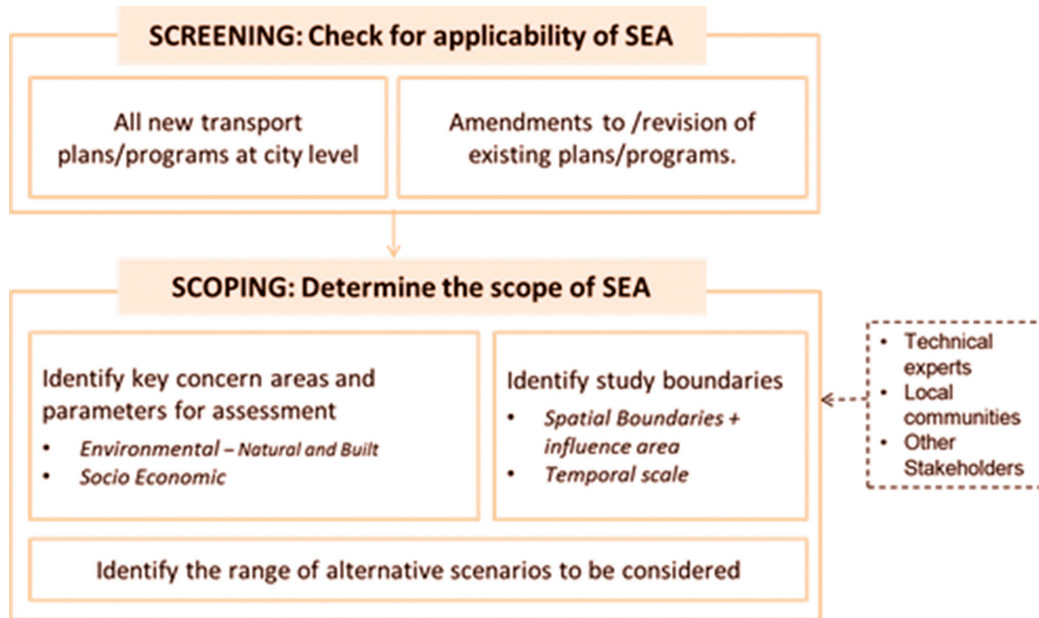 SCREENING: Check for applicability of SEA
All new transport
plans/programs at city level
Amendments to /revision of
existing plans/programs.
SCOPING: Determine the scope of SEA
Identify key concern areas and
parameters for assessment
• Environmental – Natural and Built
• Socio Economic
Identify study boundaries
• Spatial Boundaries +
influence area
• Temporal scale
Identify the range of alternative scenarios to be considered
• Technical
experts
• Local
communities
• Other
Stakeholders